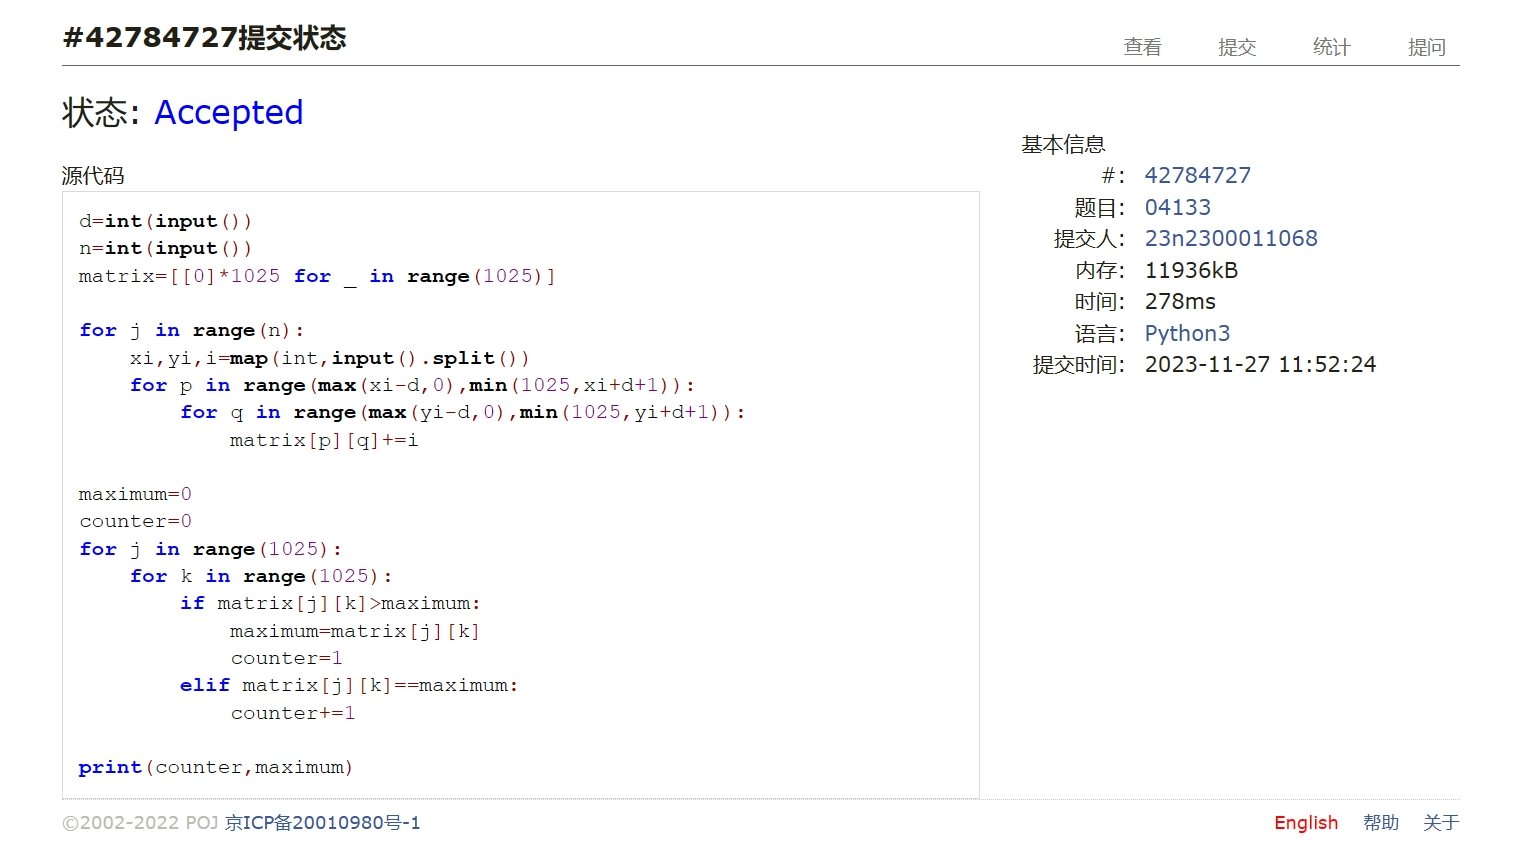 #42784727提交状态
查看 提交 统计 提问
状态: Accepted
源代码
d=int(input())
n=int(input())
matrix=[[0]*1025 for _ in range(1025)]
for j in range(n):
    xi,yi,i=map(int,input().split())
    for p in range(max(xi-d,0),min(1025,xi+d+1)):
        for q in range(max(yi-d,0),min(1025,yi+d+1)):
            matrix[p][q]+=i
maximum=0
counter=0
for j in range(1025):
    for k in range(1025):
        if matrix[j][k]>maximum:
            maximum=matrix[j][k]
            counter=1
        elif matrix[j][k]==maximum:
            counter+=1
print(counter,maximum)
基本信息
#: 42784727
题目: 04133
提交人: 23n2300011068
内存: 11936kB
时间: 278ms
语言: Python3
提交时间: 2023-11-27 11:52:24
©2002-2022 POJ 京ICP备20010980号-1
English 帮助 关于